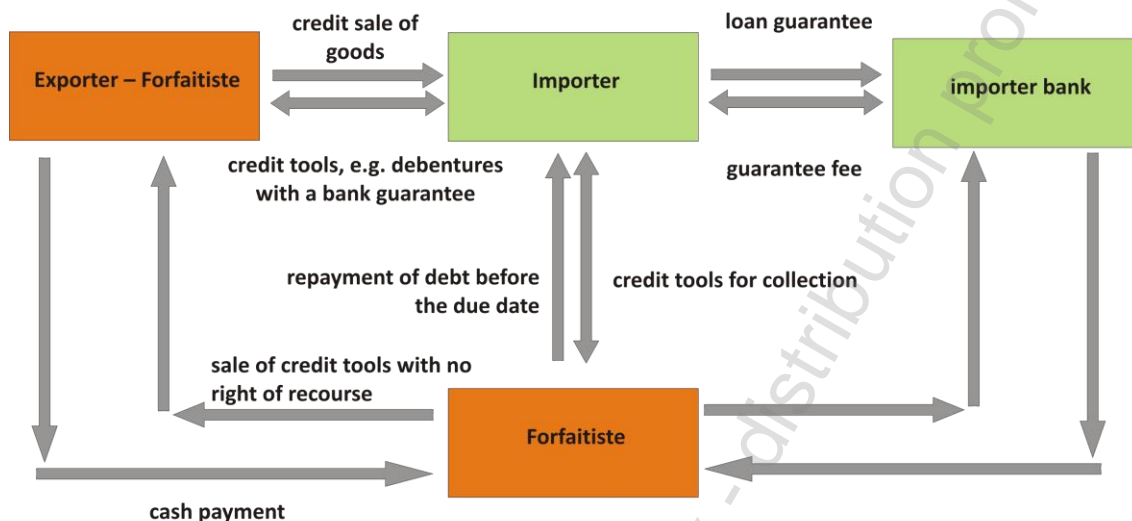 credit sale of
goods
loan guarantee
Exporter – Forfaitiste
Importer
importer bank
credit tools, e.g. debentures
with a bank guarantee
guarantee fee
repayment of debt before
the due date
credit tools for collection
sale of credit tools with no
right of recourse
Forfaitiste
cash payment
- distribution